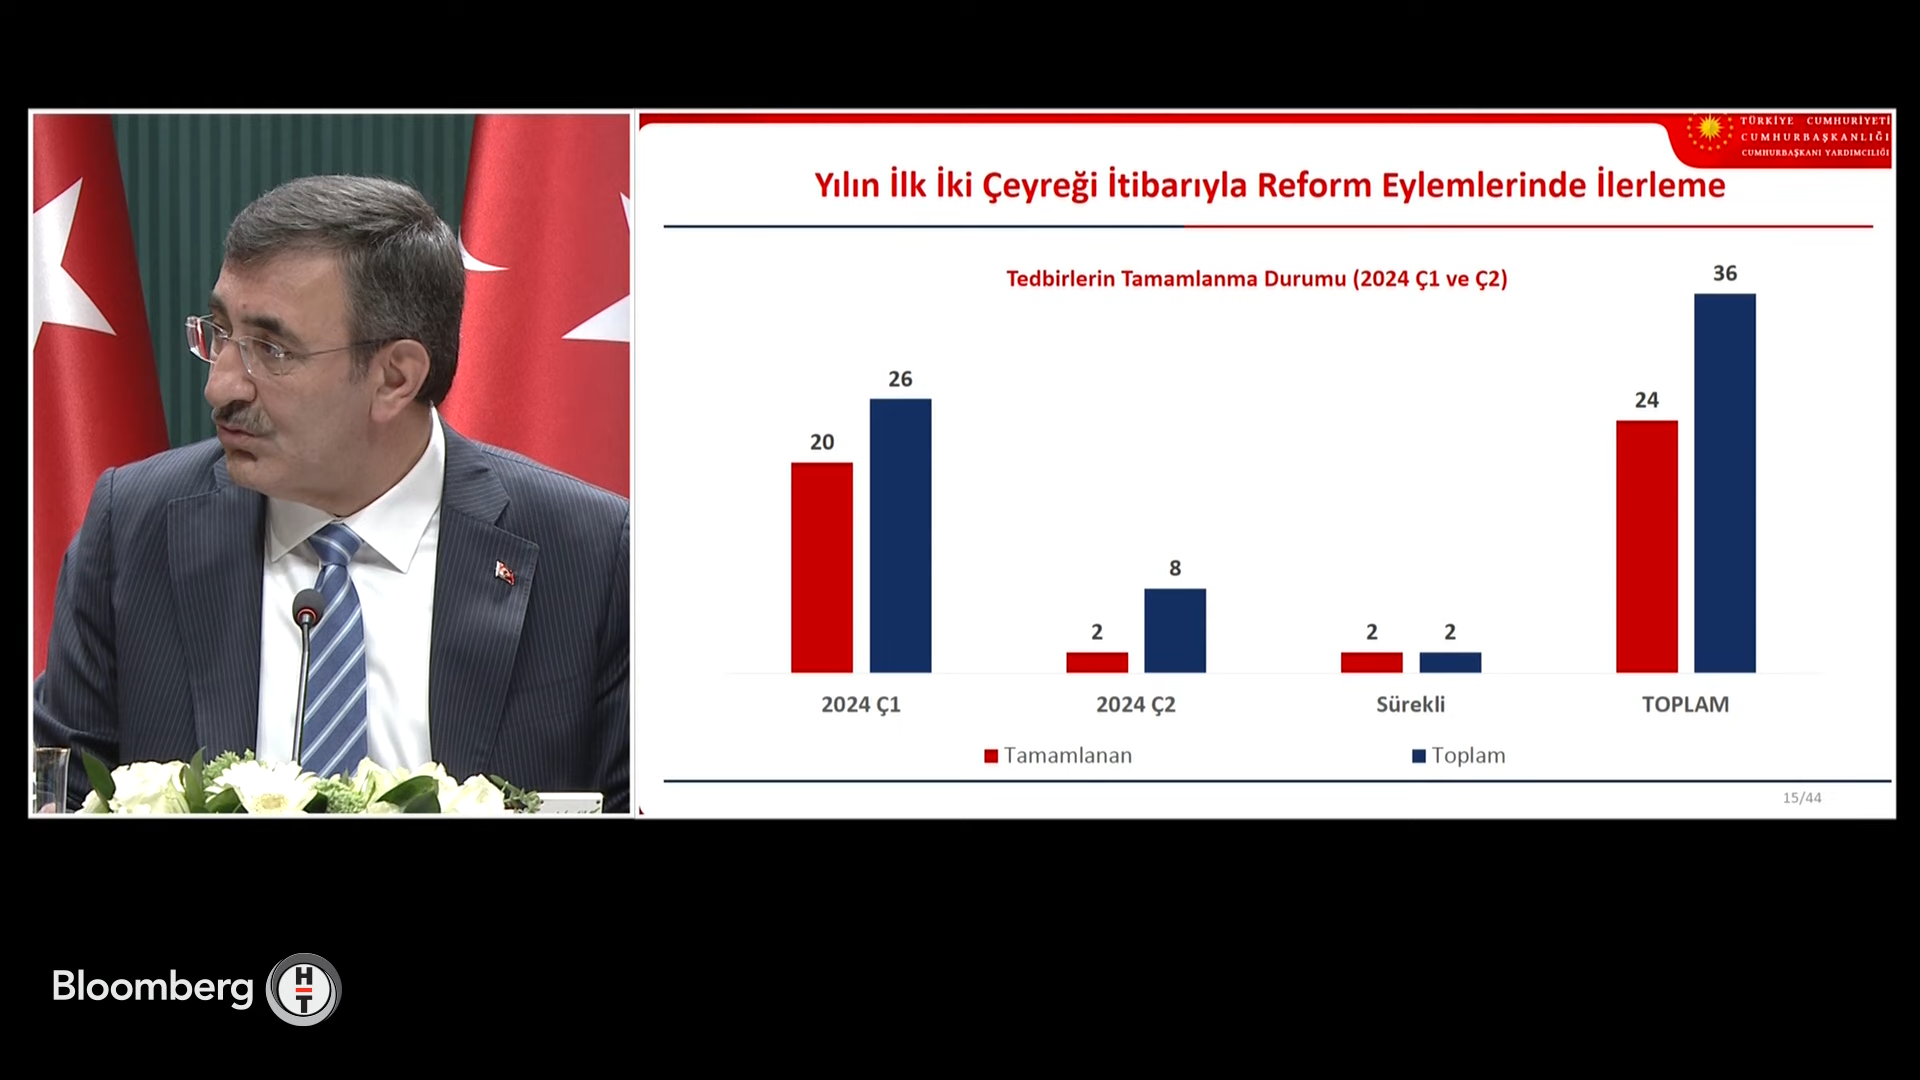 TÜRKİYE CUMHURİYETİ
CUMHURBAŞKANLIĞI
CUMHURBAŞKANI YARDIMCILIĞI
Yılın İlk İki Çeyreği İtibarıyla Reform Eylemlerinde İlerleme
Tedbirlerin Tamamlanma Durumu (2024 Ç1 ve Ç2)
20
26
2
8
2
2
24
36
2024 Ç1
2024 Ç2
Sürekli
TOPLAM
Tamamlanan
Toplam
15/44
Bloomberg HT